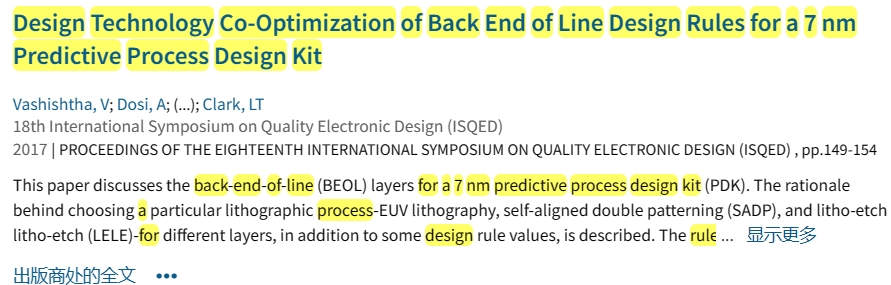 Design Technology Co-Optimization of Back End of Line Design Rules for a 7 nm
Predictive Process Design Kit
Vashishtha, V; Dosi, A; (...); Clark, LT
18th International Symposium on Quality Electronic Design (ISQED)
2017 | PROCEEDINGS OF THE EIGHTEENTH INTERNATIONAL SYMPOSIUM ON QUALITY ELECTRONIC DESIGN (ISQED) , pp.149-154
This paper discusses the back-end-of-line (BEOL) layers for a 7 nm predictive process design kit (PDK). The rationale
behind choosing a particular lithographic process-EUV lithography, self-aligned double patterning (SADP), and litho-etch
litho-etch (LELE)-for different layers, in addition to some design rule values, is described. The rule ... 显示更多
出版商处的全文 •••